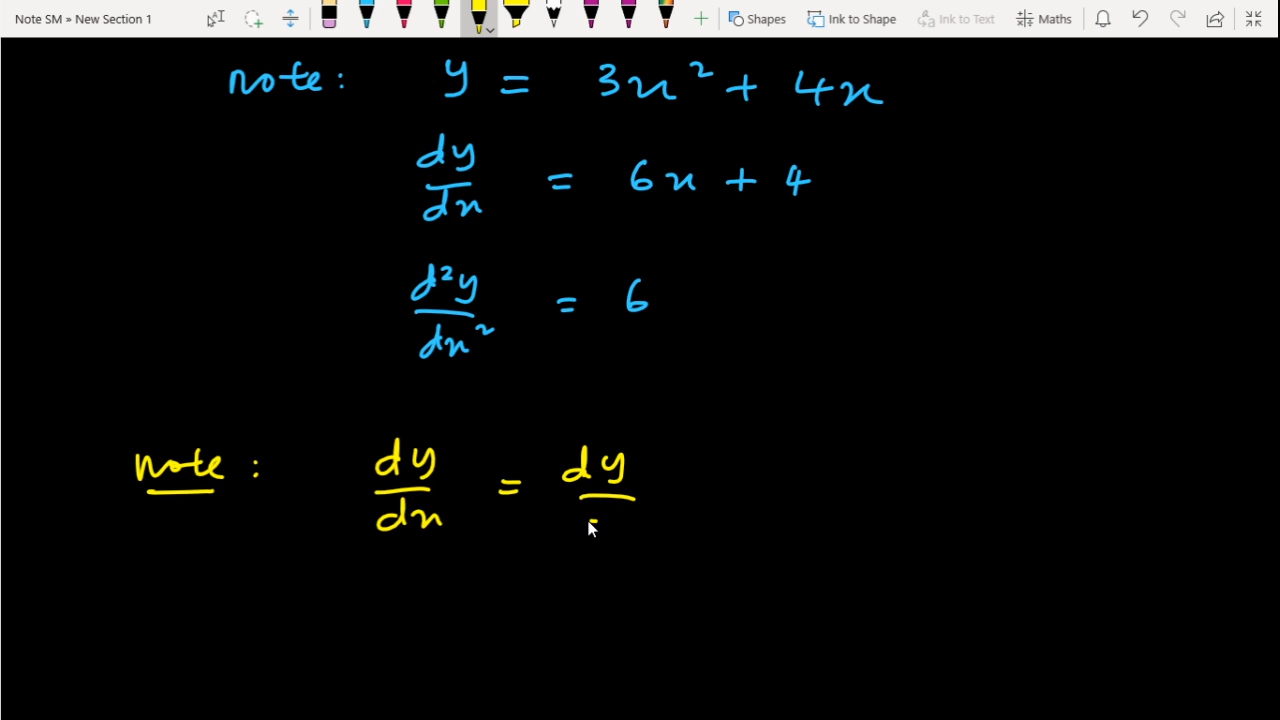 Note SM » New Section 1 Shapes Ink to Shape Ink to Text Maths
note: y = 3x² + 4x
dy/dx = 6x + 4
d²y/dx² = 6
note: dy/dx = dy/